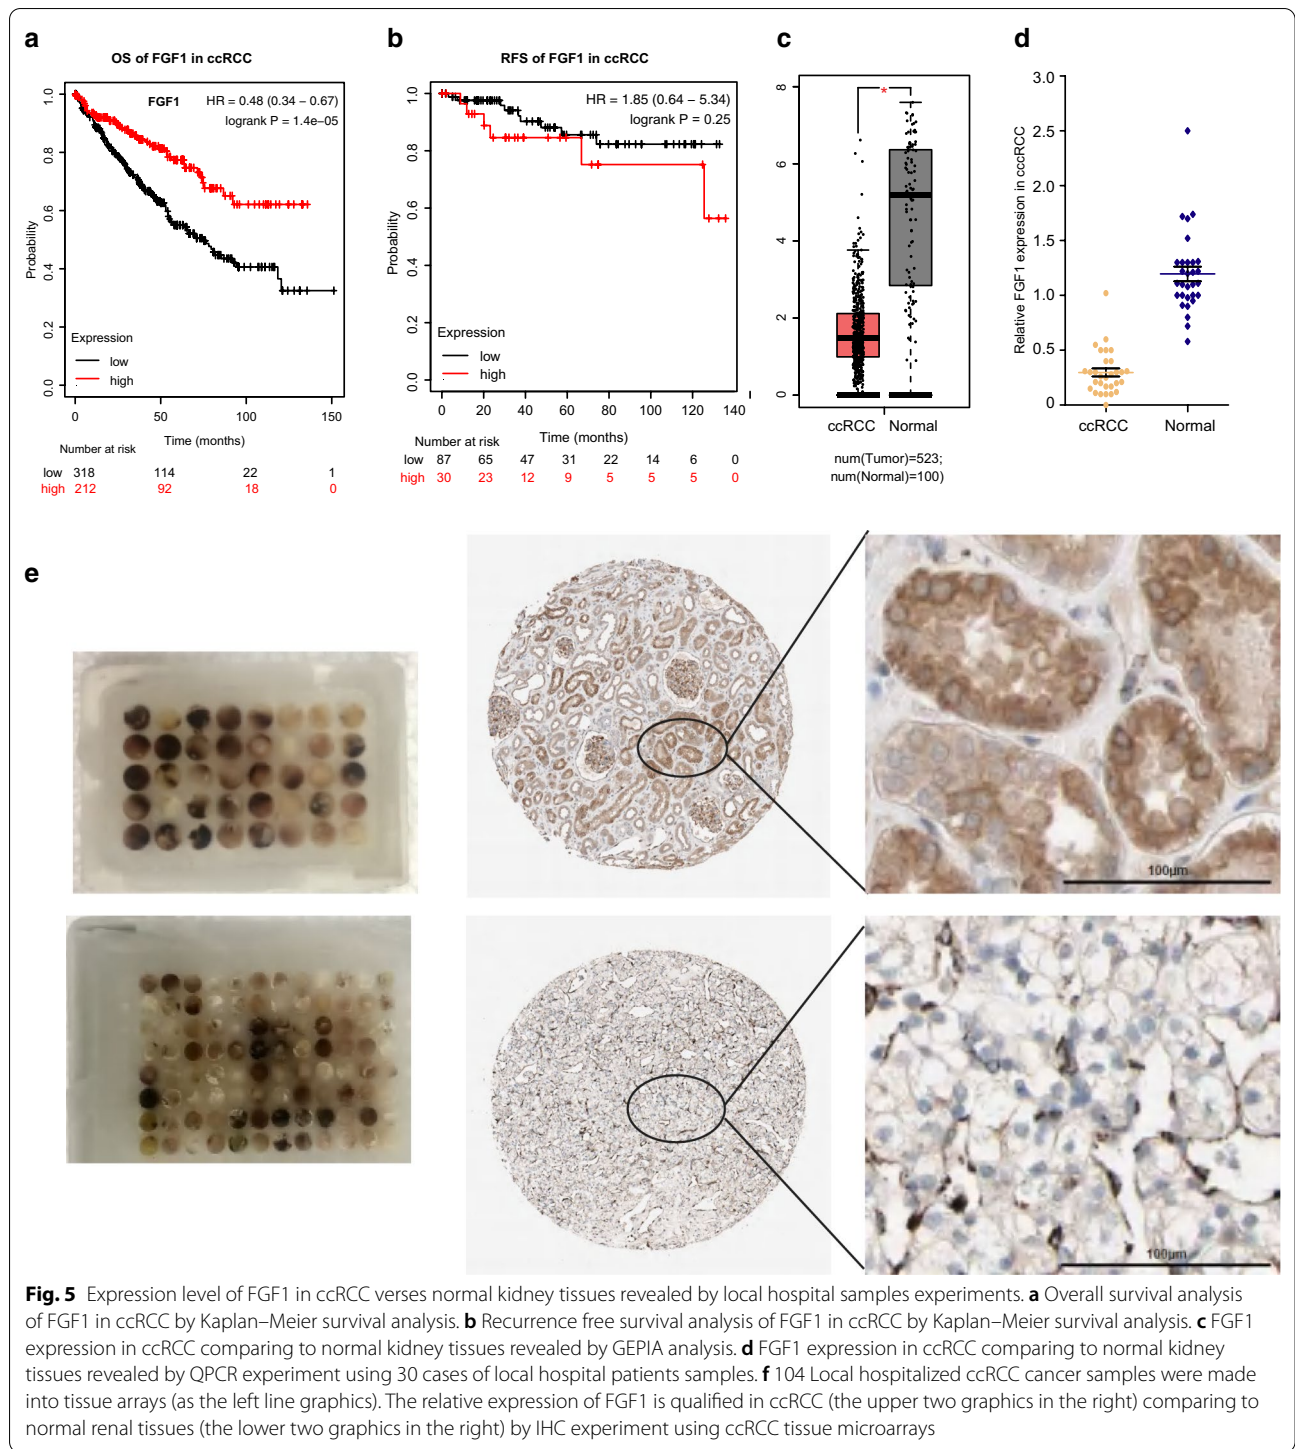 a
OS of FGF1 in ccRCC
FGF1
HR = 0.48 (0.34 – 0.67)
logrank P = 1.4e–05
Probability
1.0
0.8
0.6
0.4
0.2
0.0
Expression
low
high
0 50 100 150
Time (months)
Number at risk
low 318 114 22 1
high 212 92 18 0
b
RFS of FGF1 in ccRCC
HR = 1.85 (0.64 – 5.34)
logrank P = 0.25
Probability
1.0
0.8
0.6
0.4
0.2
0.0
Expression
low
high
0 20 40 60 80 100 120 140
Time (months)
Number at risk
low 87 65 47 31 22 14 6 0
high 30 23 12 9 5 5 5 0
c
8
6
4
2
0
*
ccRCC Normal
num(Tumor)=523;
num(Normal)=100)
d
Relative FGF1 expression in cccRCC
3.0
2.5
2.0
1.5
1.0
0.5
0
ccRCC Normal
e
100µm
100µm
Fig. 5 Expression level of FGF1 in ccRCC verses normal kidney tissues revealed by local hospital samples experiments. a Overall survival analysis
of FGF1 in ccRCC by Kaplan–Meier survival analysis. b Recurrence free survival analysis of FGF1 in ccRCC by Kaplan–Meier survival analysis. c FGF1
expression in ccRCC comparing to normal kidney tissues revealed by GEPIA analysis. d FGF1 expression in ccRCC comparing to normal kidney
tissues revealed by QPCR experiment using 30 cases of local hospital patients samples. f 104 Local hospitalized ccRCC cancer samples were made
into tissue arrays (as the left line graphics). The relative expression of FGF1 is qualified in ccRCC (the upper two graphics in the right) comparing to
normal renal tissues (the lower two graphics in the right) by IHC experiment using ccRCC tissue microarrays